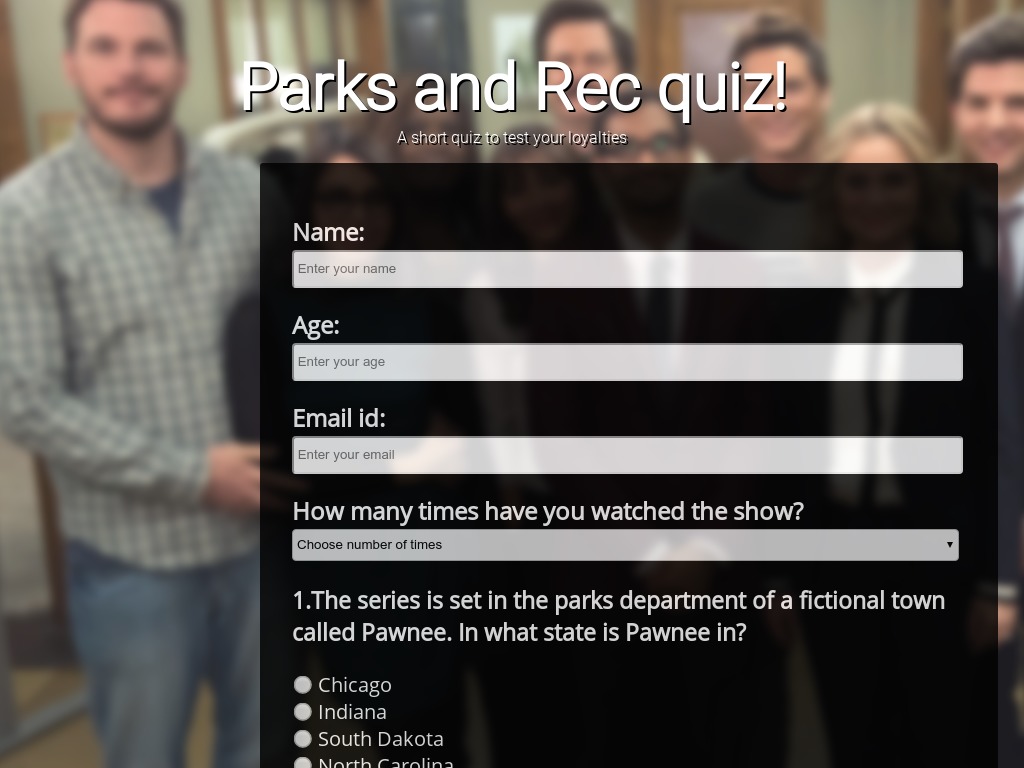 Parks and Rec quiz!
A short quiz to test your loyalties
Name:
Enter your name
Age:
Enter your age
Email id:
Enter your email
How many times have you watched the show?
Choose number of times
1.The series is set in the parks department of a fictional town
called Pawnee. In what state is Pawnee in?
Chicago
Indiana
South Dakota
North Carolina